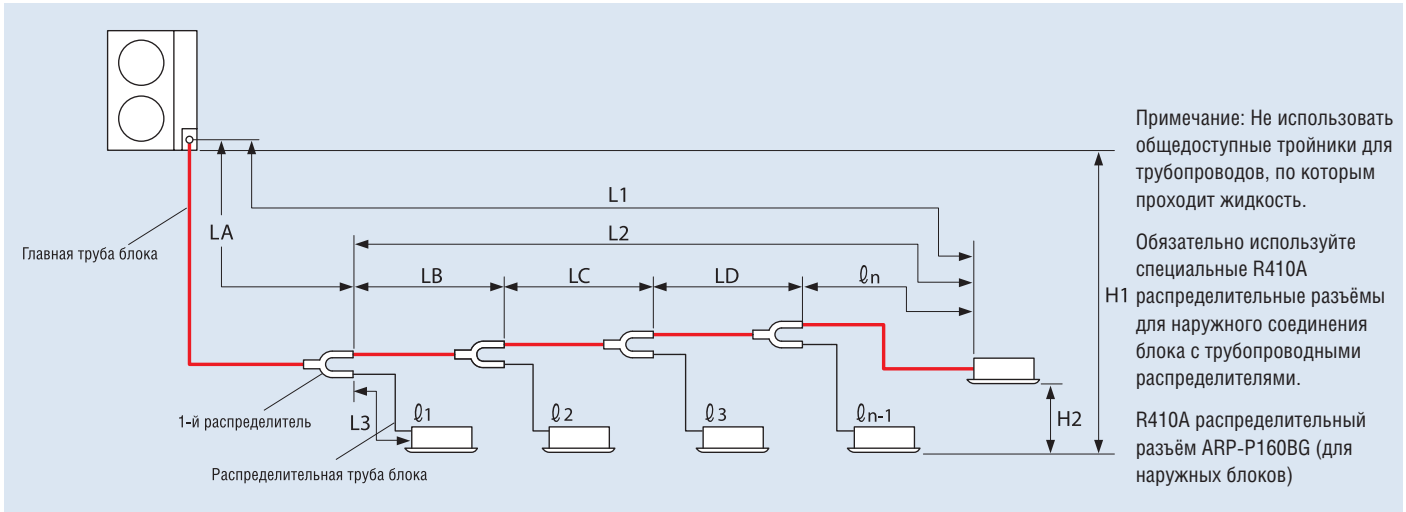 L1
LA
Главная труба блока
L2
LB
LC
LD
ℓn
1-й распределитель
L3
ℓ1
ℓ2
ℓ3
ℓn-1
H2
H1
Распределительная труба блока
Примечание: Не использовать
общедоступные тройники для
трубопроводов, по которым
проходит жидкость.
Обязательно используйте
специальные R410A
распределительные разъёмы
для наружного соединения
блока с трубопроводными
распределителями.
R410A распределительный
разъём ARP-P160BG (для
наружных блоков)